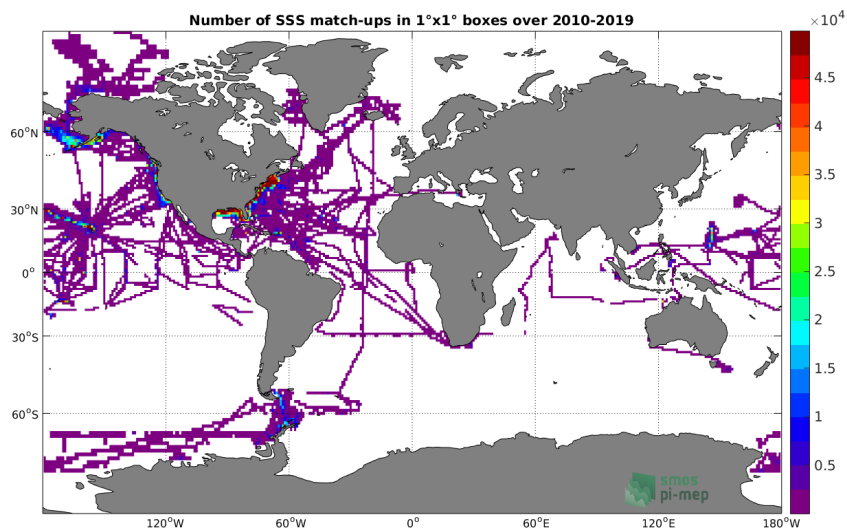 Number of SSS match-ups in 1°x1° boxes over 2010-2019
×10⁴
4.5
4
3.5
3
2.5
2
1.5
1
0.5
60°N
30°N
0°
30°S
60°S
120°W
60°W
0°
60°E
120°E
180°W
smos
pi-mep